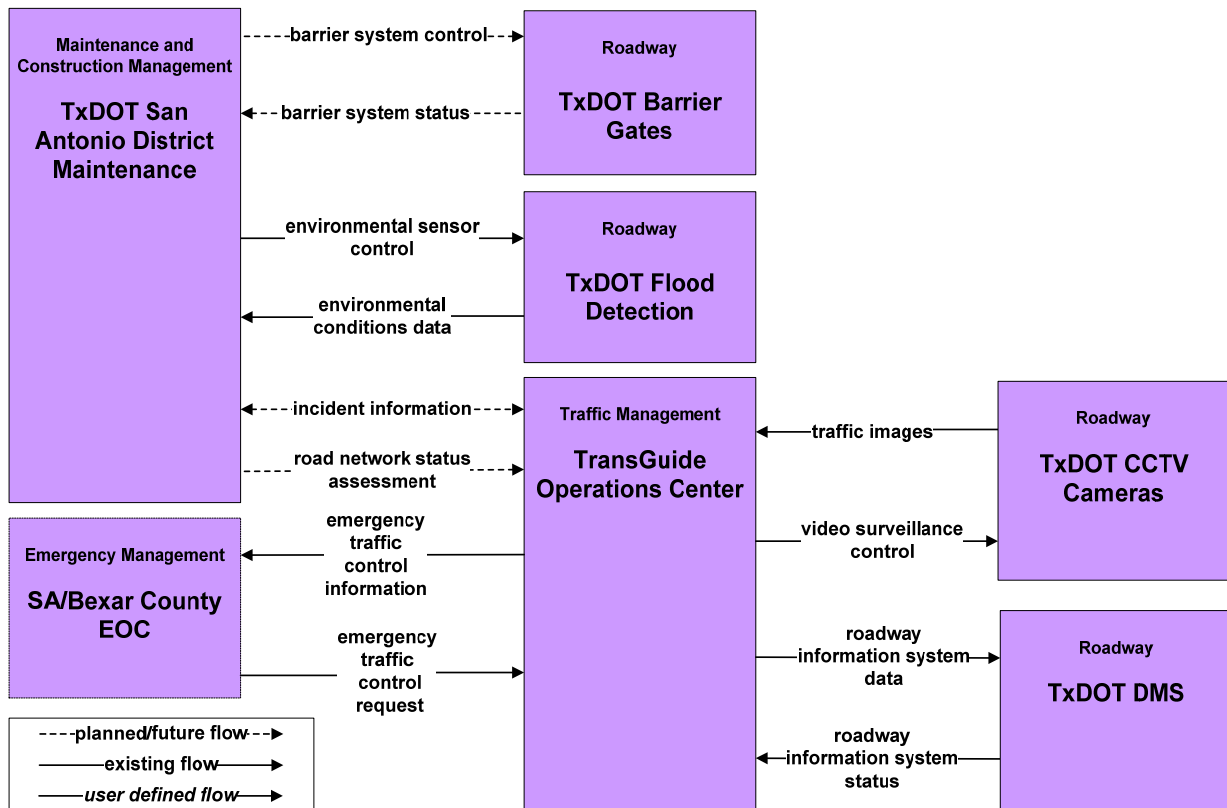 Maintenance and
Construction Management
TxDOT San
Antonio District
Maintenance
barrier system control
barrier system status
Roadway
TxDOT Barrier
Gates
environmental sensor
control
environmental
conditions data
Roadway
TxDOT Flood
Detection
incident information
road network status
assessment
Traffic Management
TransGuide
Operations Center
traffic images
video surveillance
control
Roadway
TxDOT CCTV
Cameras
Emergency Management
SA/Bexar County
EOC
emergency
traffic
control
information
emergency
traffic
control
request
roadway
information system
data
roadway
information system
status
Roadway
TxDOT DMS
planned/future flow
existing flow
user defined flow